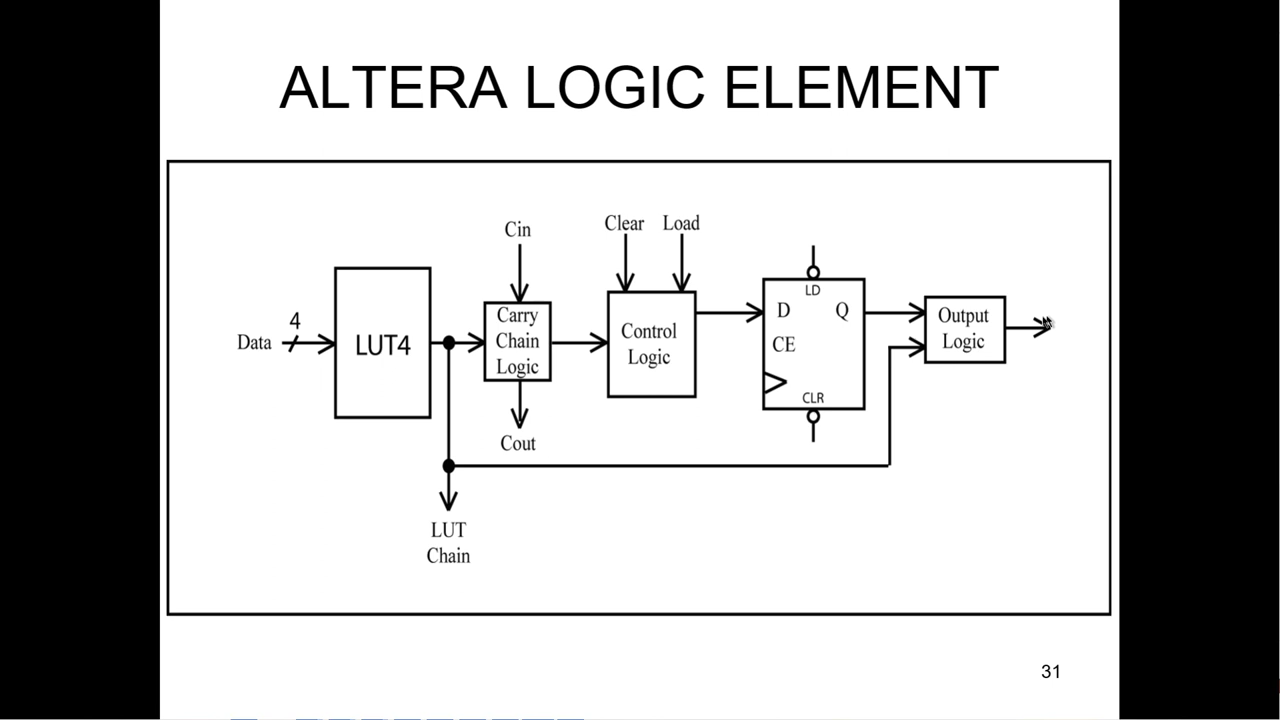 ALTERA LOGIC ELEMENT
Cin
Clear Load
Data
4
LUT4
Carry
Chain
Logic
Control
Logic
LD
D Q
CE
CLR
Output
Logic
Cout
LUT
Chain
31